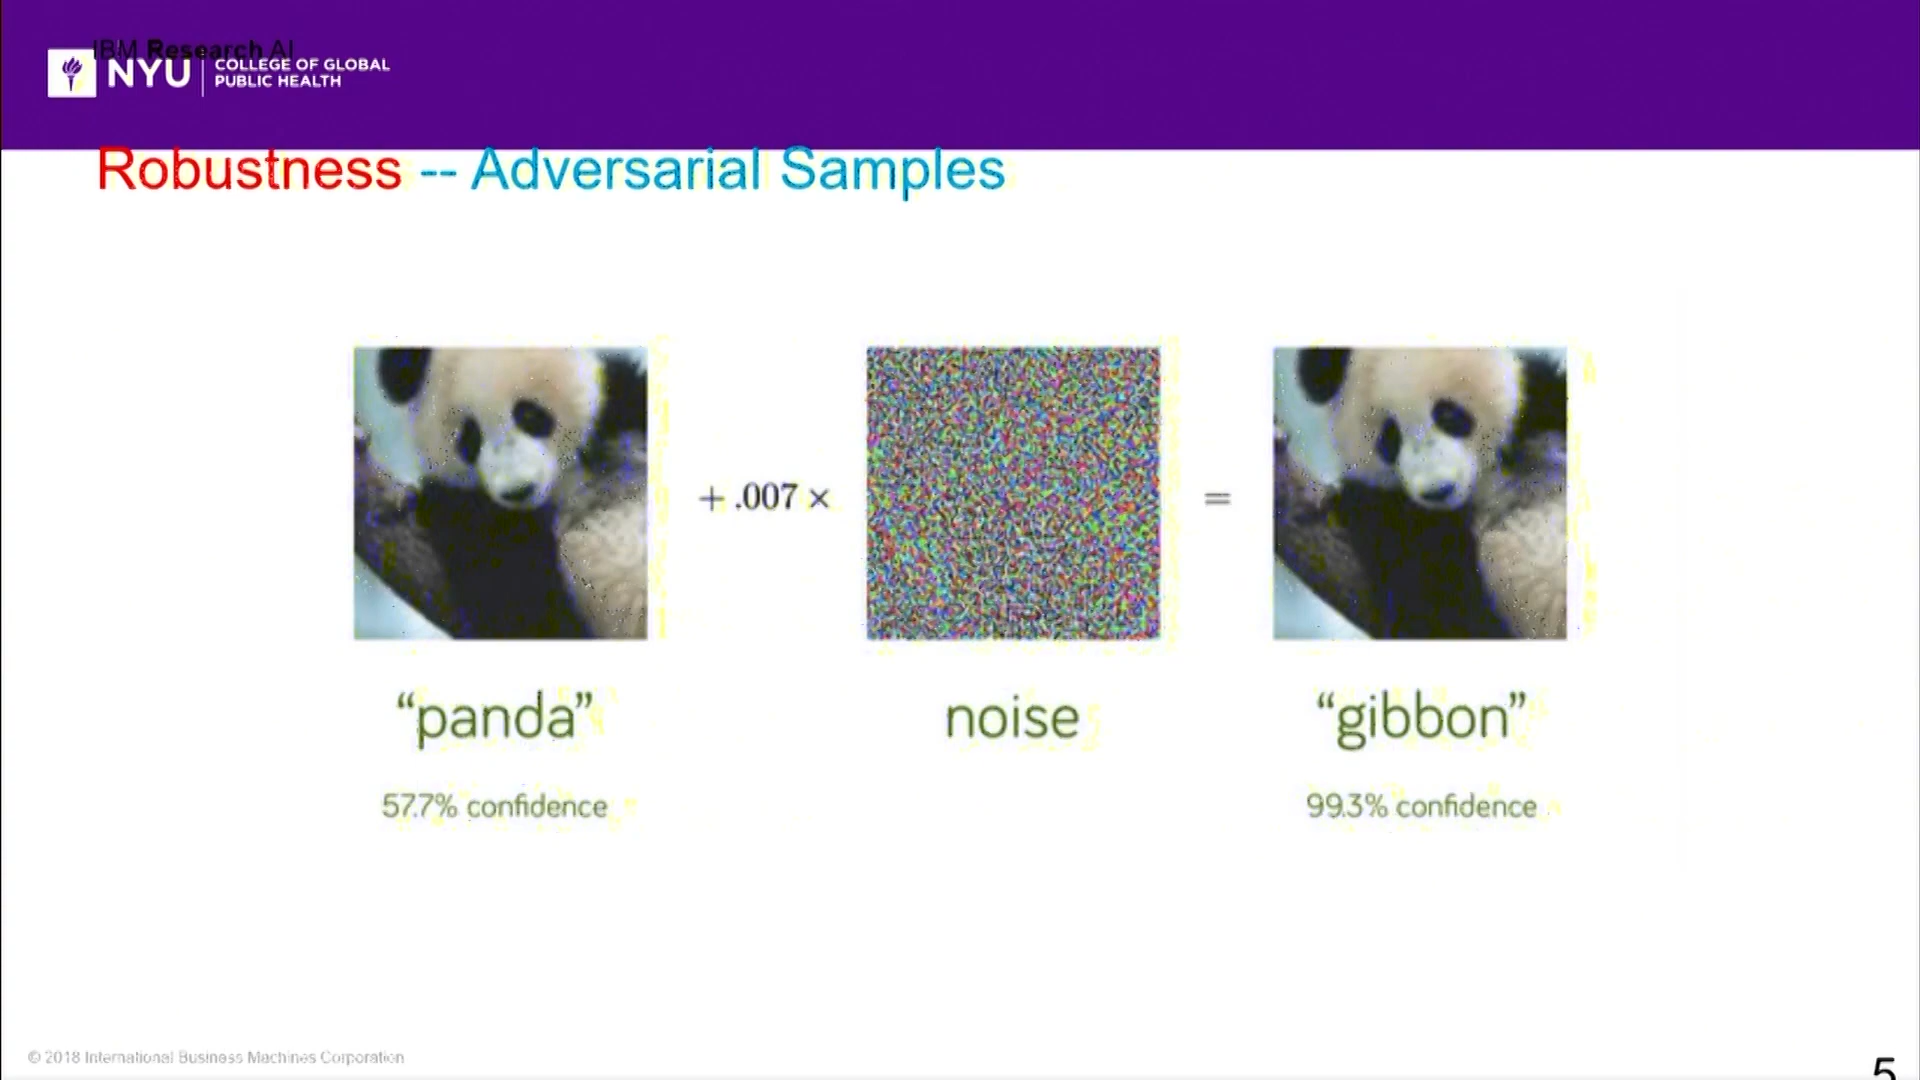 IBM Research AI
NYU
COLLEGE OF GLOBAL
PUBLIC HEALTH
Robustness -- Adversarial Samples
+ .007 ×
=
“panda”
noise
“gibbon”
57.7% confidence
99.3% confidence
© 2018 International Business Machines Corporation
5